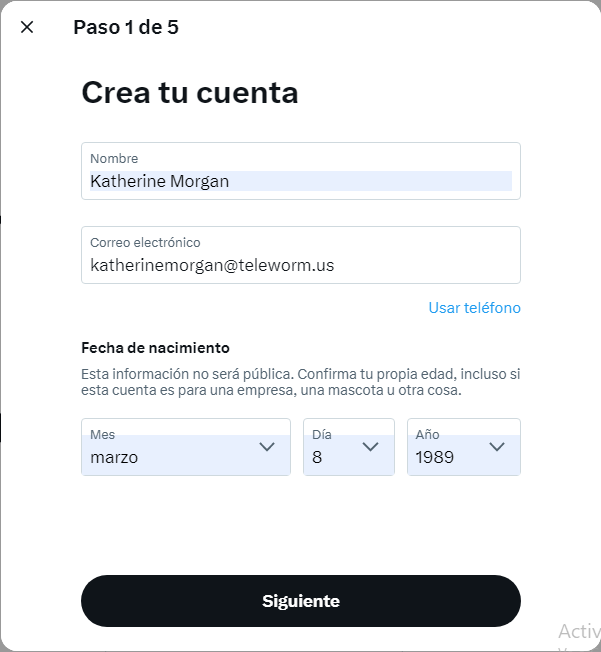 Paso 1 de 5
Crea tu cuenta
Nombre
Katherine Morgan
Correo electrónico
katherinemorgan@teleworm.us
Usar teléfono
Fecha de nacimiento
Esta información no será pública. Confirma tu propia edad, incluso si
esta cuenta es para una empresa, una mascota u otra cosa.
Mes Día Año
marzo 8 1989
Siguiente
Activ